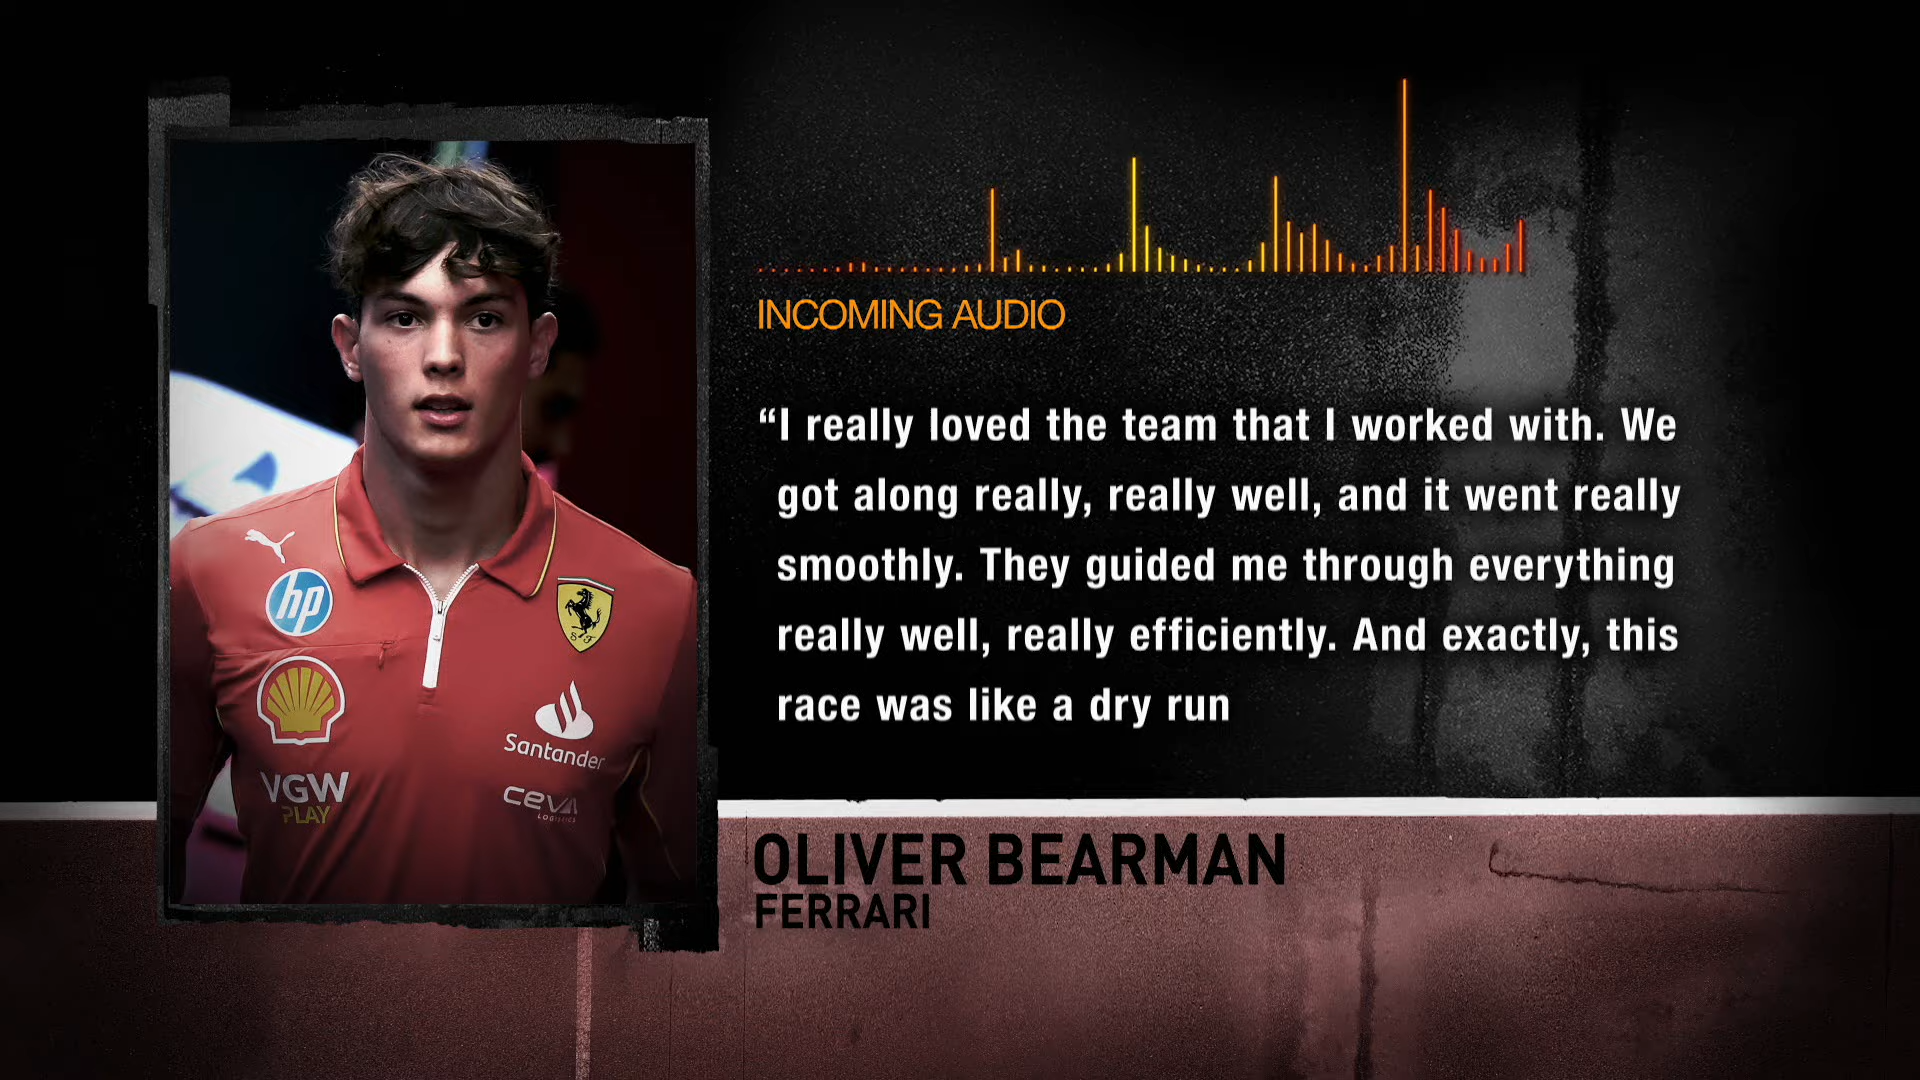 INCOMING AUDIO
“I really loved the team that I worked with. We
got along really, really well, and it went really
smoothly. They guided me through everything
really well, really efficiently. And exactly, this
race was like a dry run
hp
S F
Santander
VGW
PLAY
CEVA
LOGISTICS
OLIVER BEARMAN
FERRARI